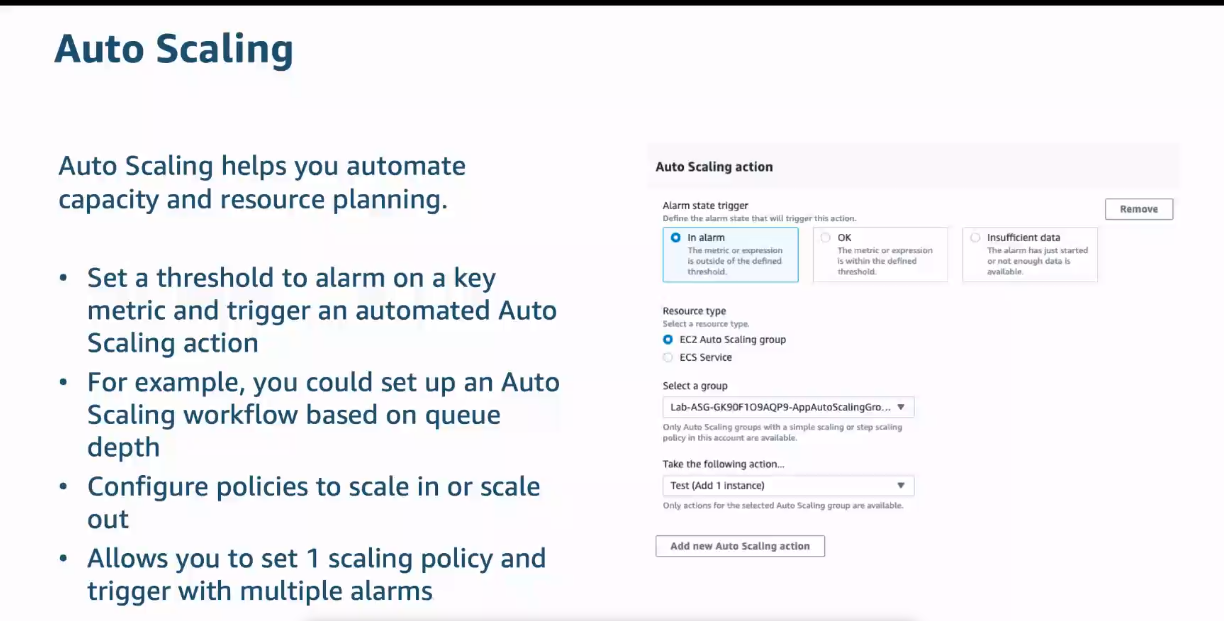 Auto Scaling
Auto Scaling helps you automate
capacity and resource planning.
• Set a threshold to alarm on a key
metric and trigger an automated Auto
Scaling action
• For example, you could set up an Auto
Scaling workflow based on queue
depth
• Configure policies to scale in or scale
out
• Allows you to set 1 scaling policy and
trigger with multiple alarms
Auto Scaling action
Alarm state trigger
Define the alarm state that will trigger this action.
Remove
In alarm
The metric or expression
is outside of the defined
threshold.
OK
The metric or expression
is within the defined
threshold.
Insufficient data
The alarm has just started
or not enough data is
available.
Resource type
Select a resource type.
EC2 Auto Scaling group
ECS Service
Select a group
Lab-ASG-GK90F1O9AQP9-AppAutoScalingGro...
Only Auto Scaling groups with a simple scaling or step scaling
policy in this account are available.
Take the following action...
Test (Add 1 instance)
Only actions for the selected Auto Scaling group are available.
Add new Auto Scaling action